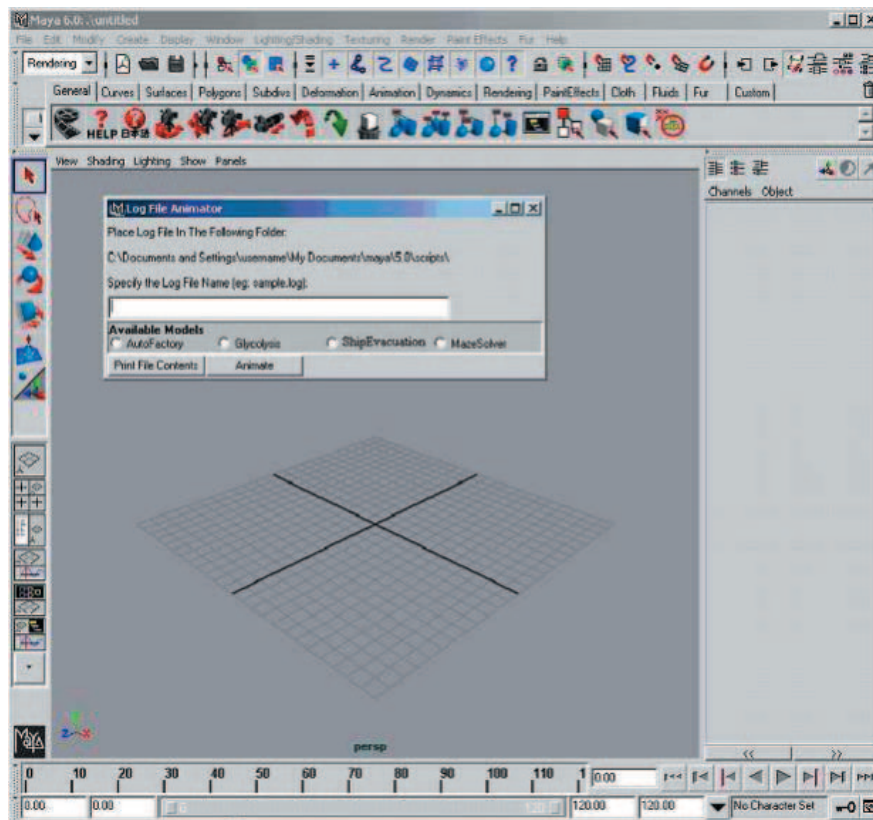 Maya 6.0: .\untitled
File Edit Modify Create Display Window Lighting/Shading Texturing Render Paint Effects Fur Help
Rendering
General Curves Surfaces Polygons Subdivs Deformation Animation Dynamics Rendering PaintEffects Cloth Fluids Fur Custom
HELP 日本語
View Shading Lighting Show Panels
Channels Object
Log File Animator
Place Log File In The Following Folder:
C:\Documents and Settings\username\My Documents\maya\5.0\scripts\
Specify the Log File Name (eg: sample.log):
Available Models
AutoFactory Glycolysis ShipEvacuation MazeSolver
Print File Contents Animate
persp
0 10 20 30 40 50 60 70 80 90 100 110 1 0.00
0.00 0.00 120.00 120.00 No Character Set